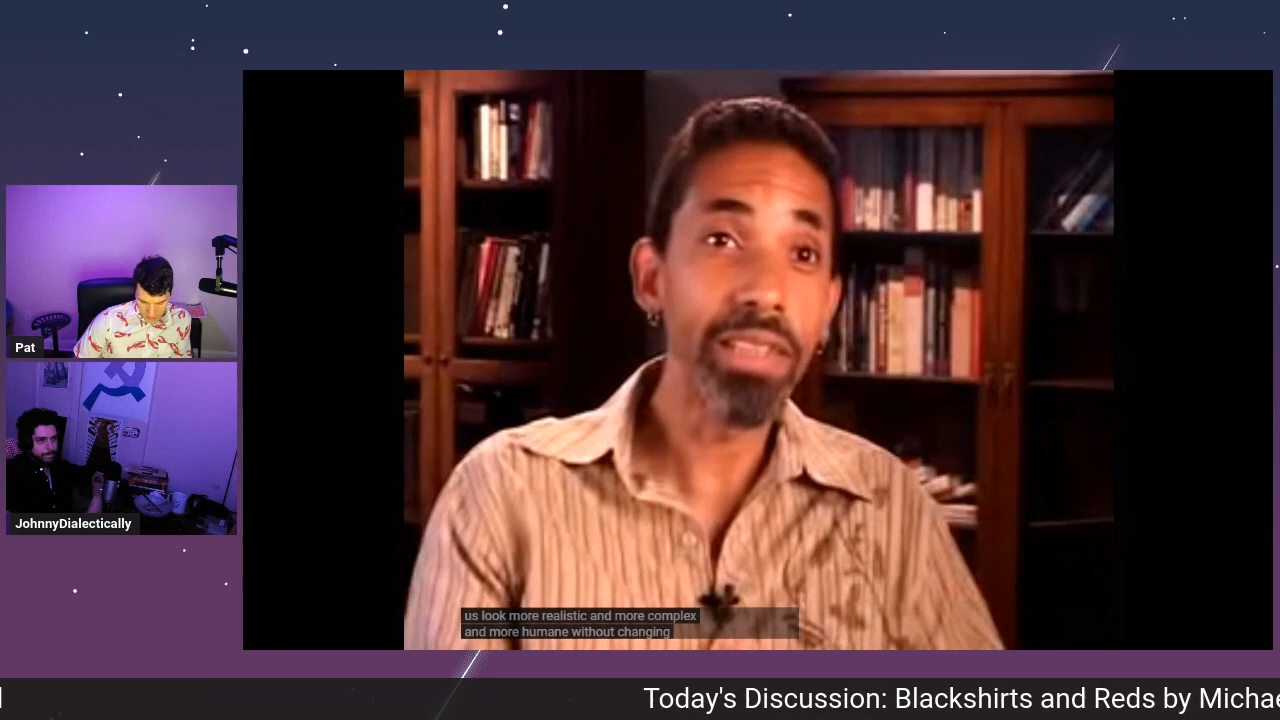 Pat
JohnnyDialectically
us look more realistic and more complex
and more humane without changing
Today's Discussion: Blackshirts and Reds by Michae